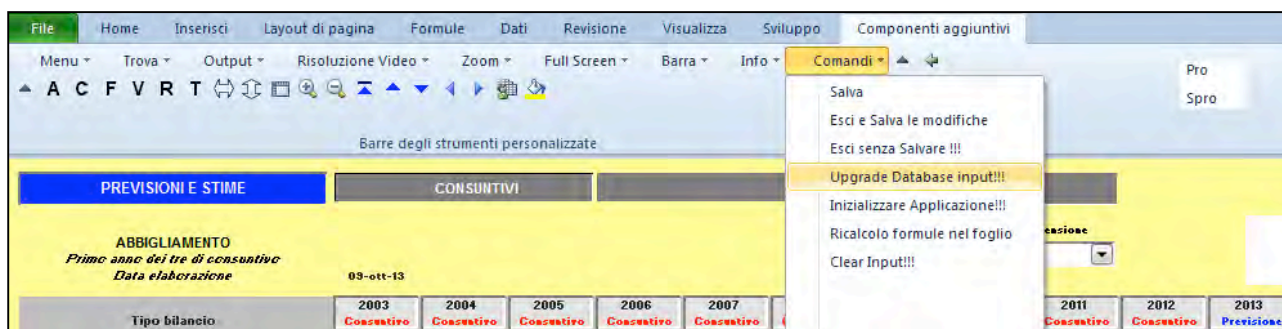 File Home Inserisci Layout di pagina Formule Dati Revisione Visualizza Sviluppo Componenti aggiuntivi
Menu Trova Output Risoluzione Video Zoom Full Screen Barra Info Comandi
A C F V R T
Pro
Spro
Barre degli strumenti personalizzate
Salva
Esci e Salva le modifiche
Esci senza Salvare !!!
Upgrade Database input!!!
Inizializzare Applicazione!!!
Ricalcolo formule nel foglio
Clear Input!!!
PREVISIONI E STIME CONSUNTIVI
ABBIGLIAMENTO
Primo anno dei tre di consuntivo
Data elaborazione 09-ott-13
ensione
2003 2004 2005 2006 2007 2011 2012 2013
Tipo bilancio Consuntivo Consuntivo Consuntivo Consuntivo Consuntivo Consuntivo Consuntivo Previsione